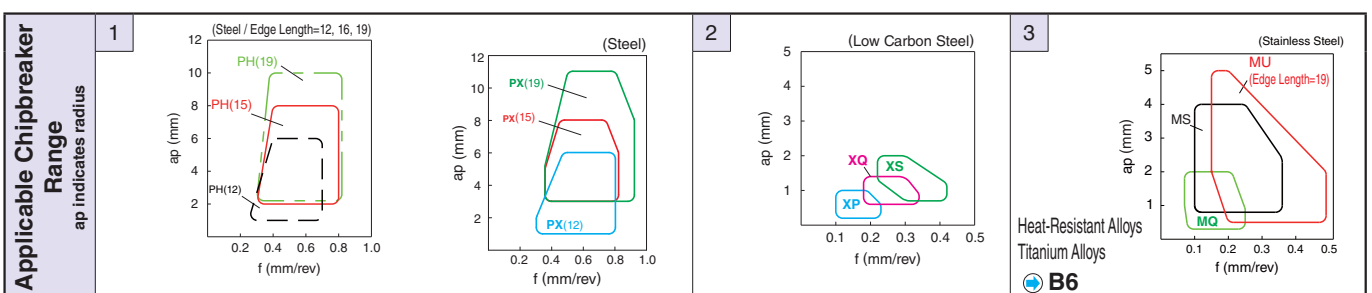 Applicable Chipbreaker
Range
ap indicates radius
1
(Steel / Edge Length=12, 16, 19)
12
10
8
6
4
2
ap (mm)
PH(19)
PH(15)
PH(12)
0.2 0.4 0.6 0.8 1.0
f (mm/rev)
(Steel)
12
10
8
6
4
2
ap (mm)
PX(19)
PX(15)
PX(12)
0.2 0.4 0.6 0.8 1.0
f (mm/rev)
2
(Low Carbon Steel)
5
4
3
2
1
ap (mm)
XQ
XS
XP
0.1 0.2 0.3 0.4 0.5
f (mm/rev)
3
(Stainless Steel)
5
4
3
2
1
ap (mm)
MU
(Edge Length=19)
MS
MQ
0.1 0.2 0.3 0.4 0.5
f (mm/rev)
Heat-Resistant Alloys
Titanium Alloys
B6